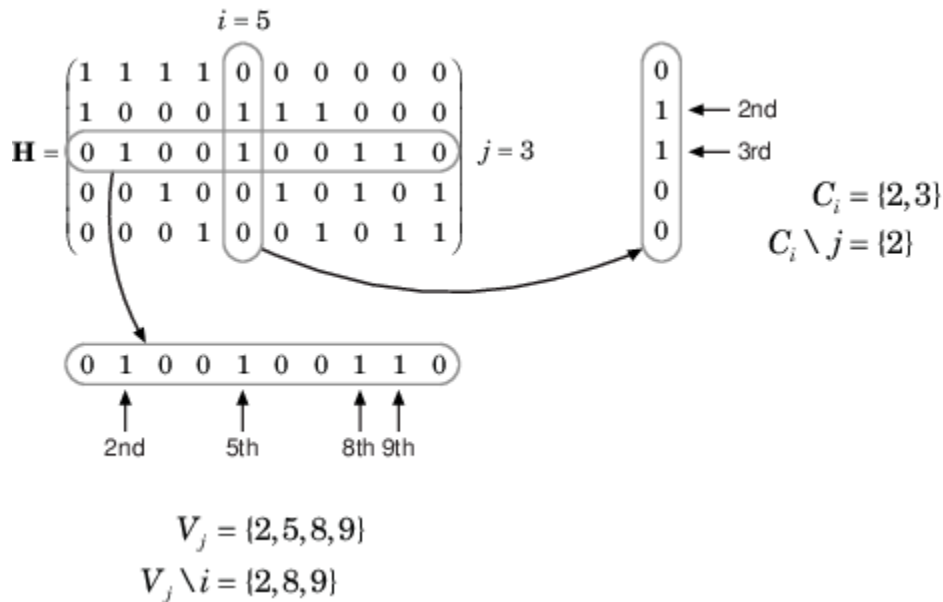 i = 5
1 1 1 1 0 0 0 0 0 0
1 0 0 0 1 1 1 0 0 0
H = 0 1 0 0 1 0 0 1 1 0 j = 3
0 0 1 0 0 1 0 1 0 1
0 0 0 1 0 0 1 0 1 1
0
1 2nd
1 3rd
0
0
C_i = {2,3}
C_i \ j = {2}
0 1 0 0 1 0 0 1 1 0
2nd 5th 8th 9th
V_j = {2,5,8,9}
V_j \ i = {2,8,9}